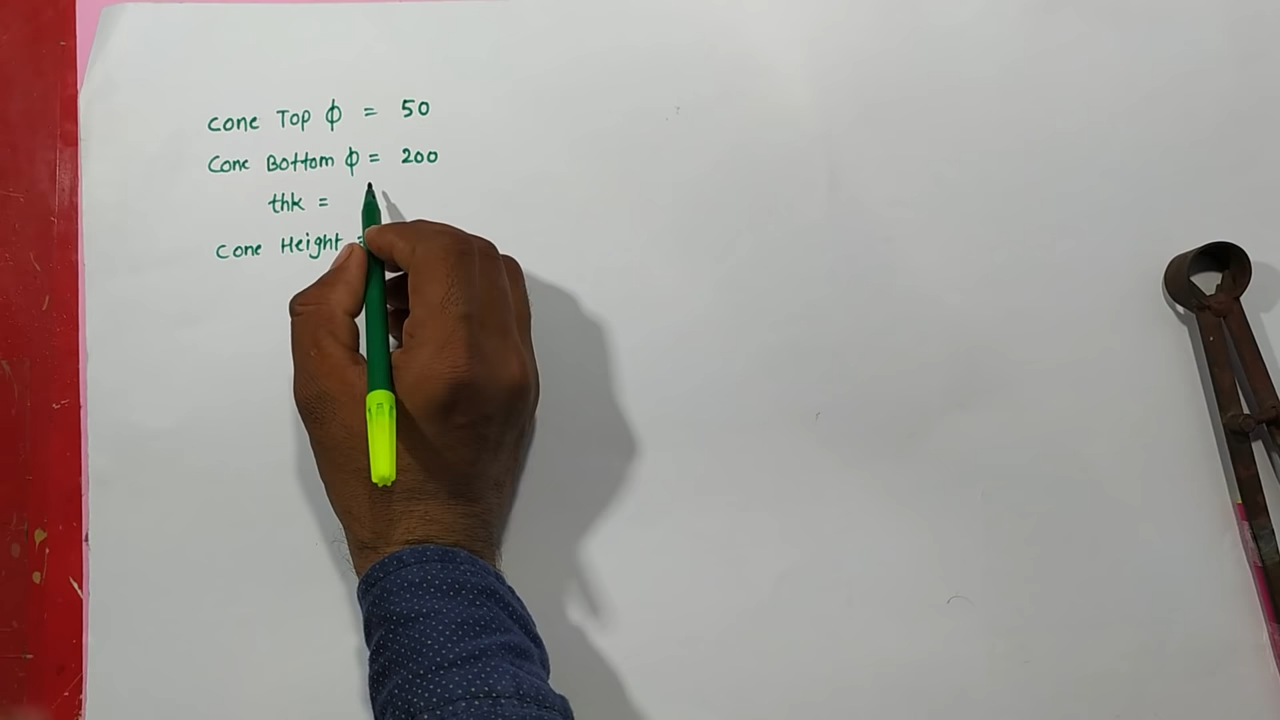 Cone Top ϕ = 50
Cone Bottom ϕ = 200
thk =
Cone Height =